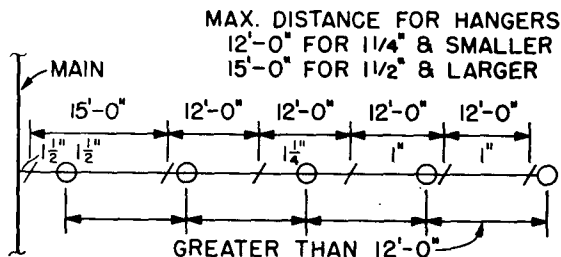 MAX. DISTANCE FOR HANGERS
12'-0" FOR 1 1/4" & SMALLER
15'-0" FOR 1 1/2" & LARGER
MAIN
15'-0" 12'-0" 12'-0" 12'-0" 12'-0"
1 1/2" 1 1/2" 1 1/4" 1" 1"
GREATER THAN 12'-0"